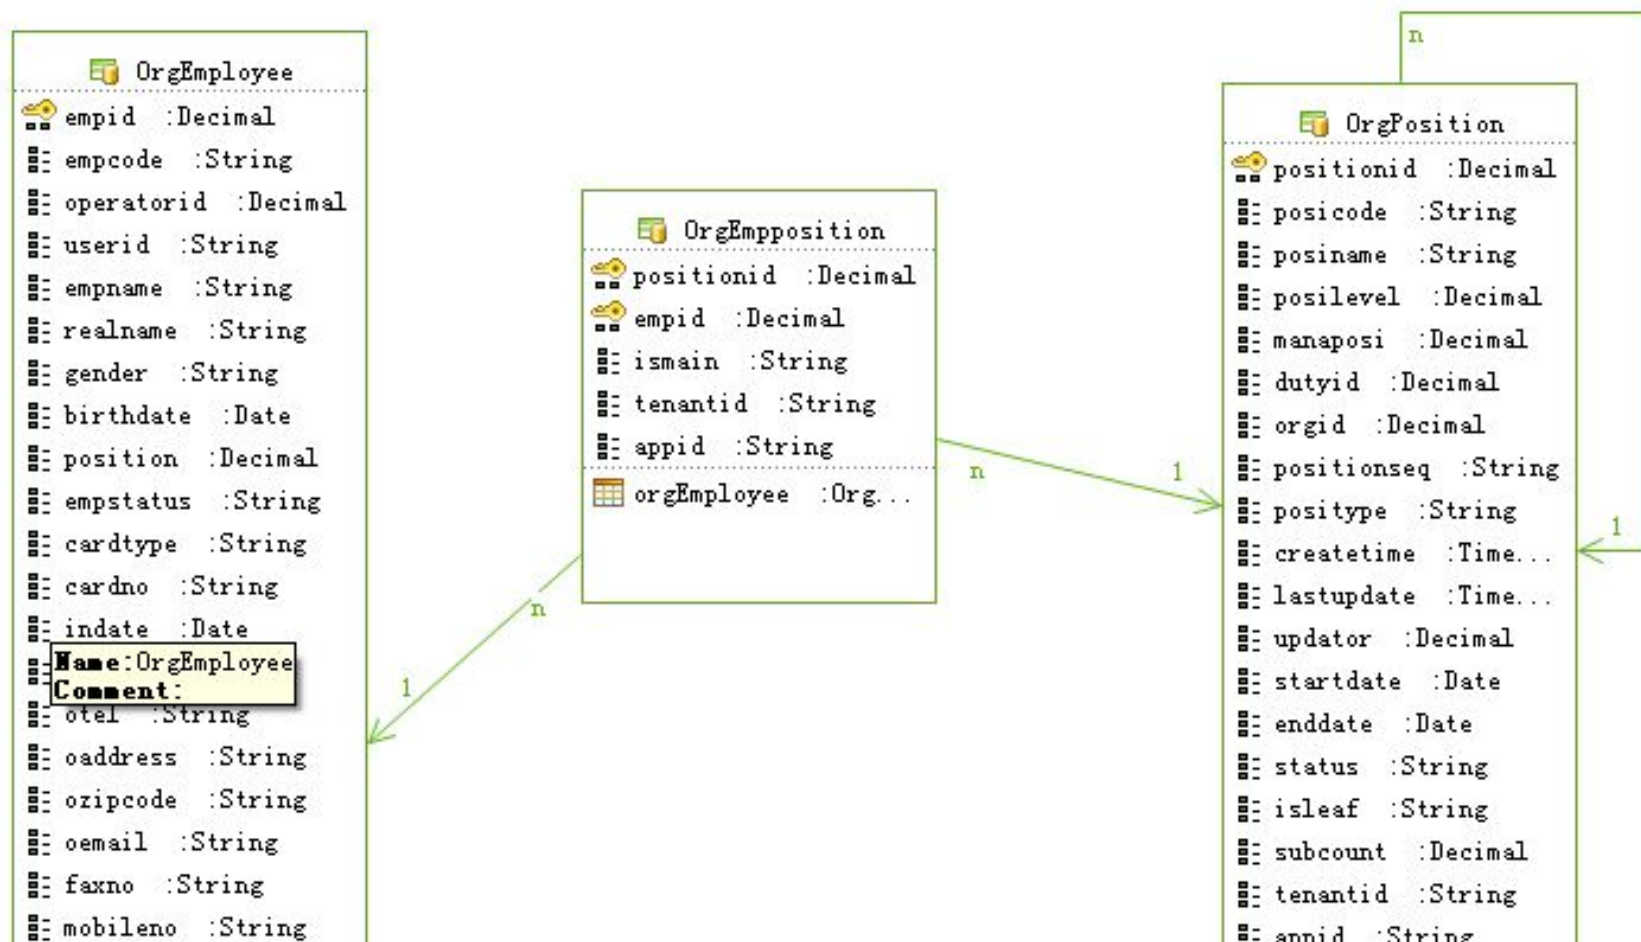 OrgEmployee
empid :Decimal
empcode :String
operatorid :Decimal
userid :String
empname :String
realname :String
gender :String
birthdate :Date
position :Decimal
empstatus :String
cardtype :String
cardno :String
indate :Date
Name:OrgEmployee
Comment:
otel :String
oaddress :String
ozipcode :String
oemail :String
faxno :String
mobileno :String
1
n
OrgEmpposition
positionid :Decimal
empid :Decimal
ismain :String
tenantid :String
appid :String
orgEmployee :Org...
n
1
n
OrgPosition
positionid :Decimal
posicode :String
posiname :String
posilevel :Decimal
manaposi :Decimal
dutyid :Decimal
orgid :Decimal
positionseq :String
positype :String
createtime :Time...
lastupdate :Time...
updator :Decimal
startdate :Date
enddate :Date
status :String
isleaf :String
subcount :Decimal
tenantid :String
appid :String
1